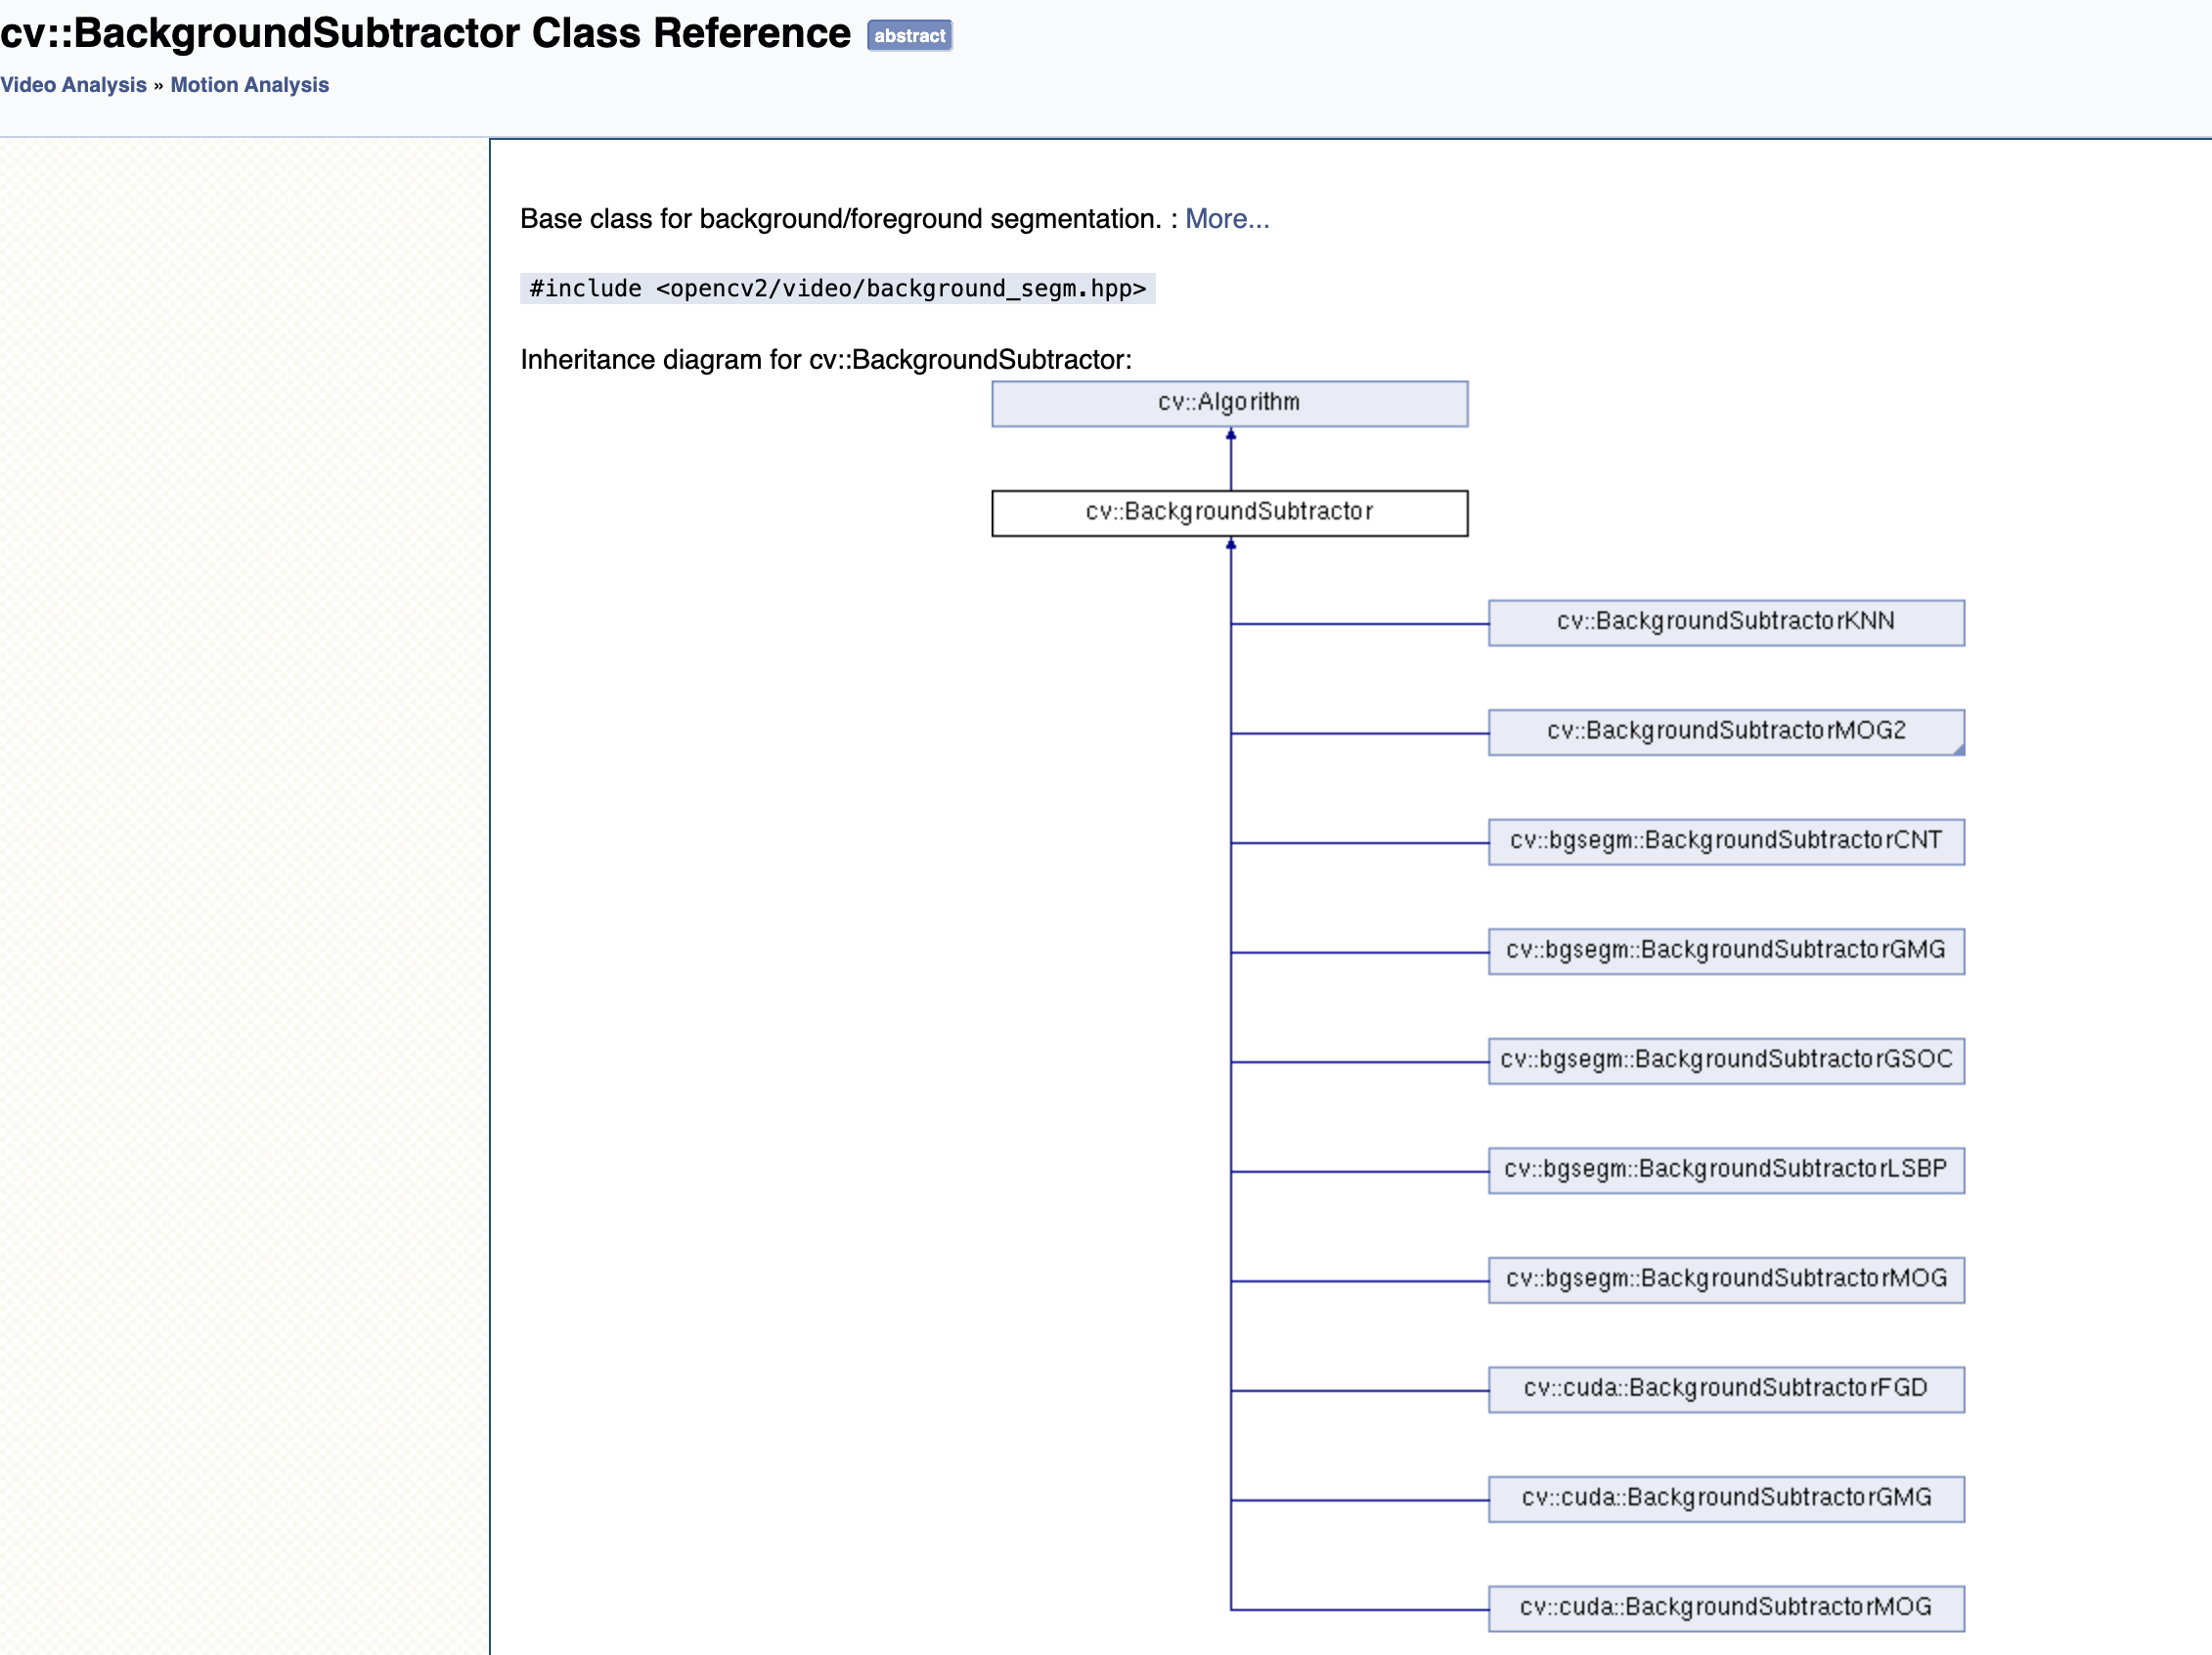 cv::BackgroundSubtractor Class Reference abstract
Video Analysis » Motion Analysis
Base class for background/foreground segmentation. : More...
#include <opencv2/video/background_segm.hpp>
Inheritance diagram for cv::BackgroundSubtractor:
cv::Algorithm
cv::BackgroundSubtractor
cv::BackgroundSubtractorKNN
cv::BackgroundSubtractorMOG2
cv::bgsegm::BackgroundSubtractorCNT
cv::bgsegm::BackgroundSubtractorGMG
cv::bgsegm::BackgroundSubtractorGSOC
cv::bgsegm::BackgroundSubtractorLSBP
cv::bgsegm::BackgroundSubtractorMOG
cv::cuda::BackgroundSubtractorFGD
cv::cuda::BackgroundSubtractorGMG
cv::cuda::BackgroundSubtractorMOG